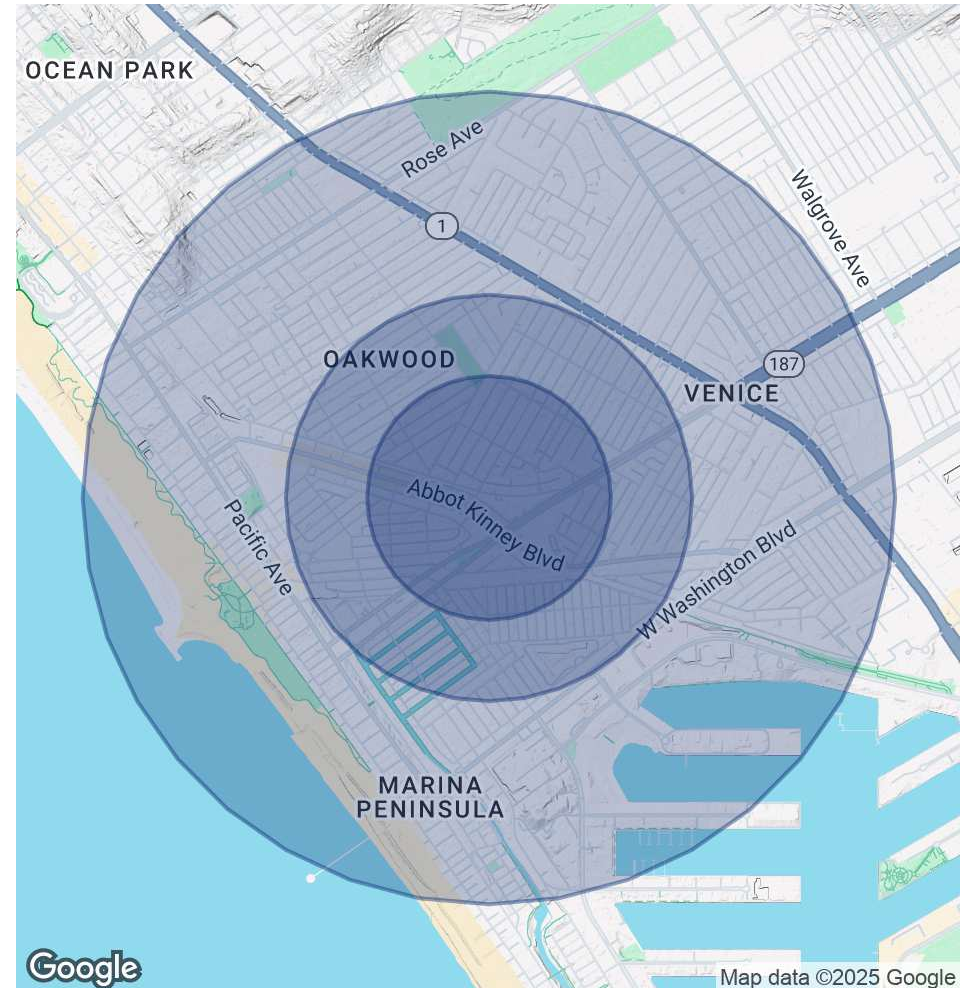 OCEAN PARK
Rose Ave
Walgrove Ave
1
OAKWOOD
187
VENICE
Abbot Kinney Blvd
Pacific Ave
W Washington Blvd
MARINA
PENINSULA
Google
Map data ©2025 Google